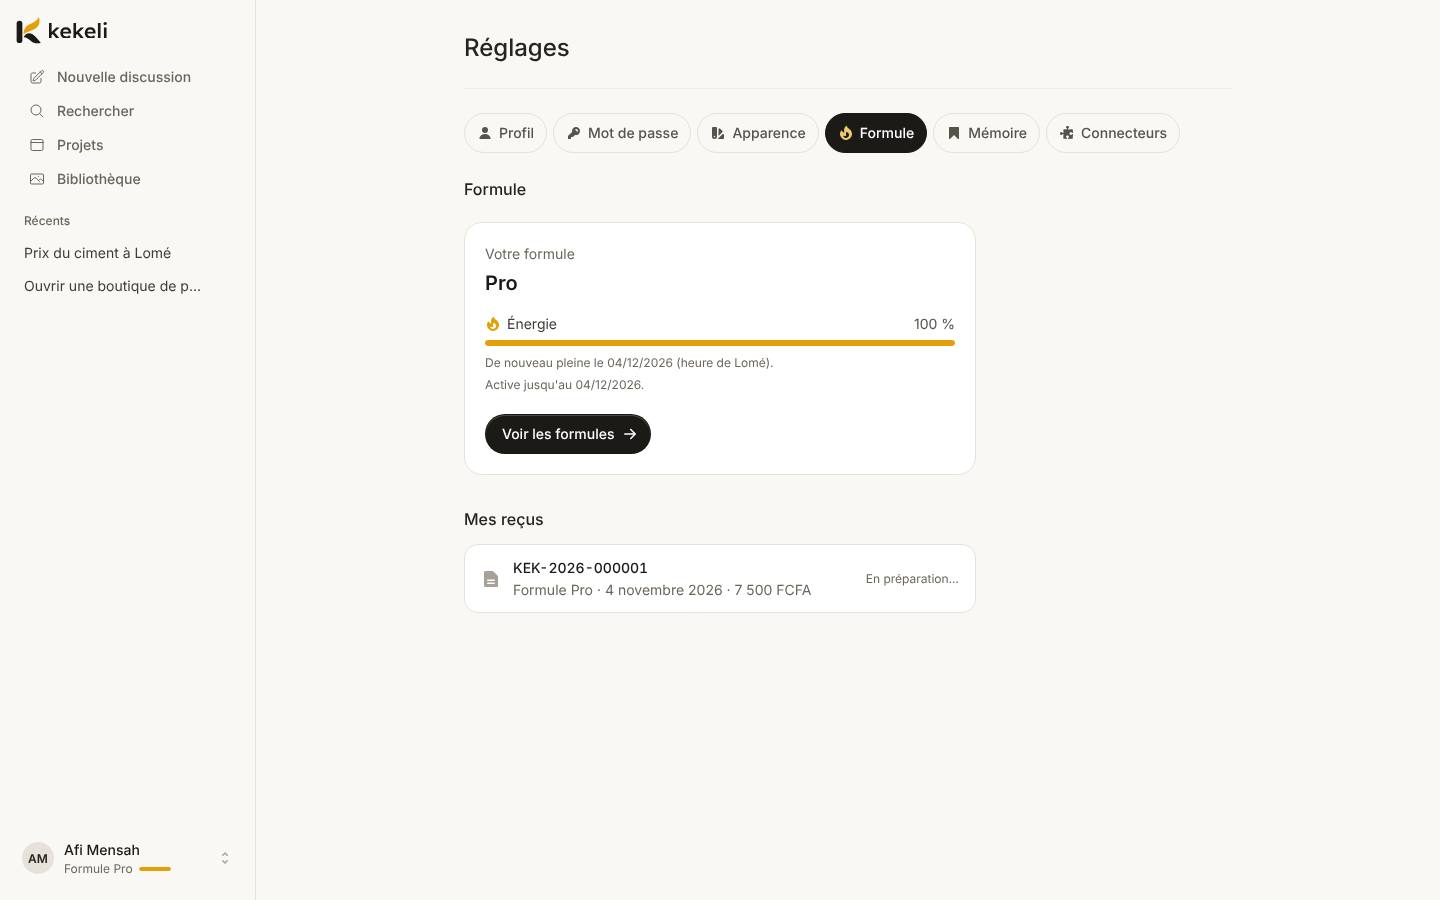 kekeli
Nouvelle discussion
Rechercher
Projets
Bibliothèque
Récents
Prix du ciment à Lomé
Ouvrir une boutique de p...
AM
Afi Mensah
Formule Pro
Réglages
Profil
Mot de passe
Apparence
Formule
Mémoire
Connecteurs
Formule
Votre formule
Pro
Énergie
100 %
De nouveau pleine le 04/12/2026 (heure de Lomé).
Active jusqu'au 04/12/2026.
Voir les formules
Mes reçus
KEK-2026-000001
Formule Pro · 4 novembre 2026 · 7 500 FCFA
En préparation...